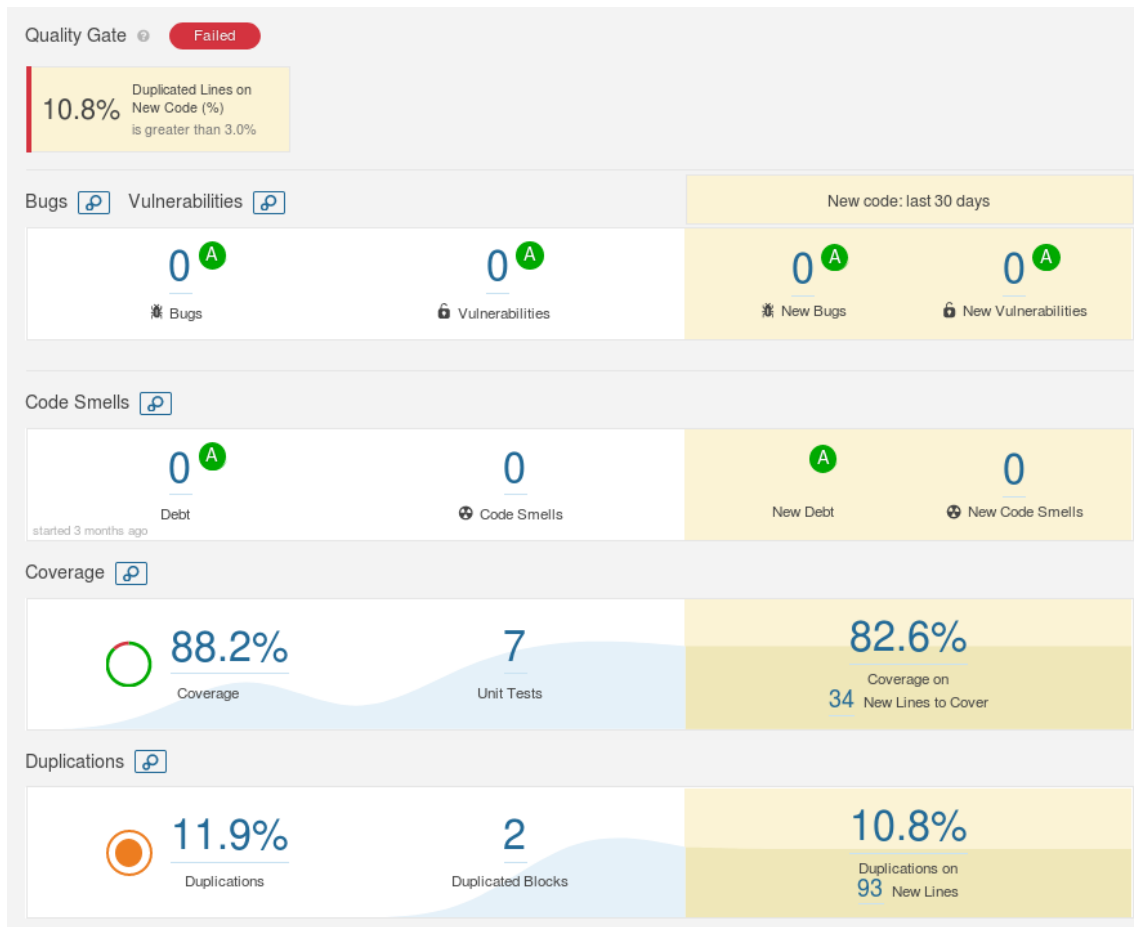 Quality Gate ? Failed
10.8%
Duplicated Lines on
New Code (%)
is greater than 3.0%
Bugs Vulnerabilities
New code: last 30 days
0 A 0 A 0 A 0 A
Bugs Vulnerabilities New Bugs New Vulnerabilities
Code Smells
0 A 0 A 0
Debt Code Smells New Debt New Code Smells
started 3 months ago
Coverage
88.2% 7 82.6%
Coverage Unit Tests Coverage on
34 New Lines to Cover
Duplications
11.9% 2 10.8%
Duplications Duplicated Blocks Duplications on
93 New Lines